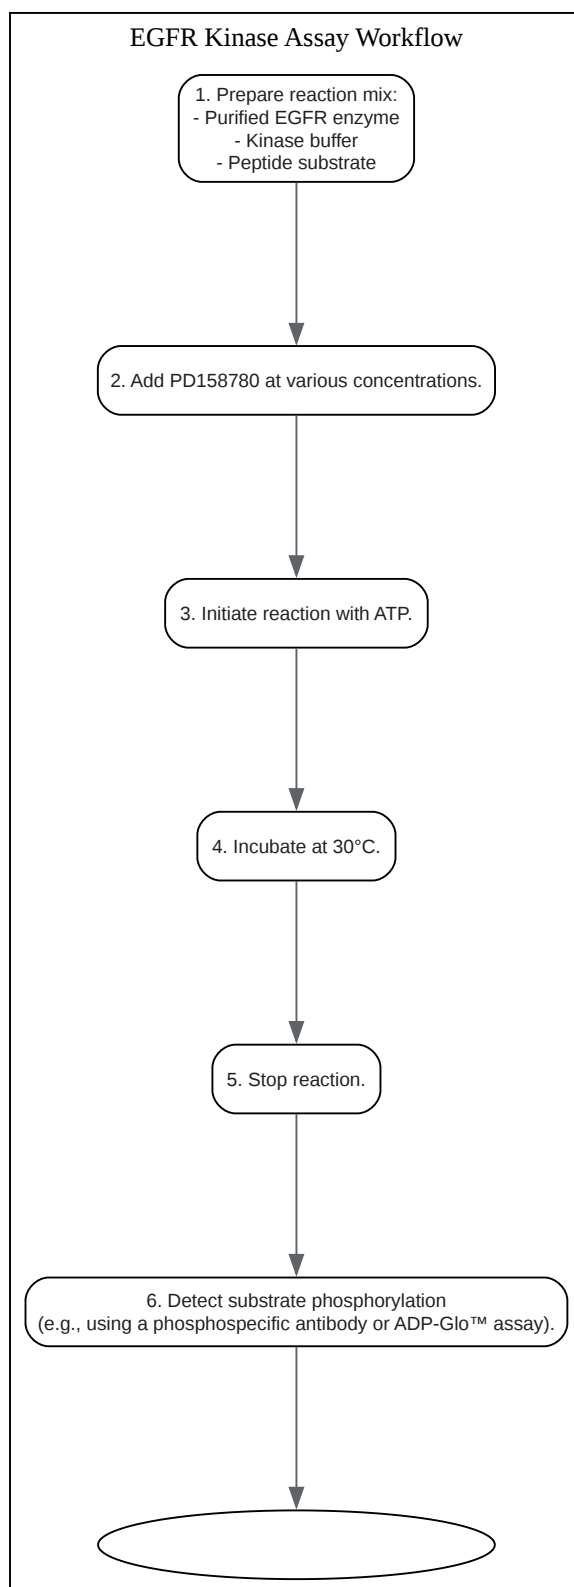 EGFR Kinase Assay Workflow
1. Prepare reaction mix:
- Purified EGFR enzyme
- Kinase buffer
- Peptide substrate
2. Add PD158780 at various concentrations.
3. Initiate reaction with ATP.
4. Incubate at 30°C.
5. Stop reaction.
6. Detect substrate phosphorylation
(e.g., using a phosphospecific antibody or ADP-Glo™ assay).